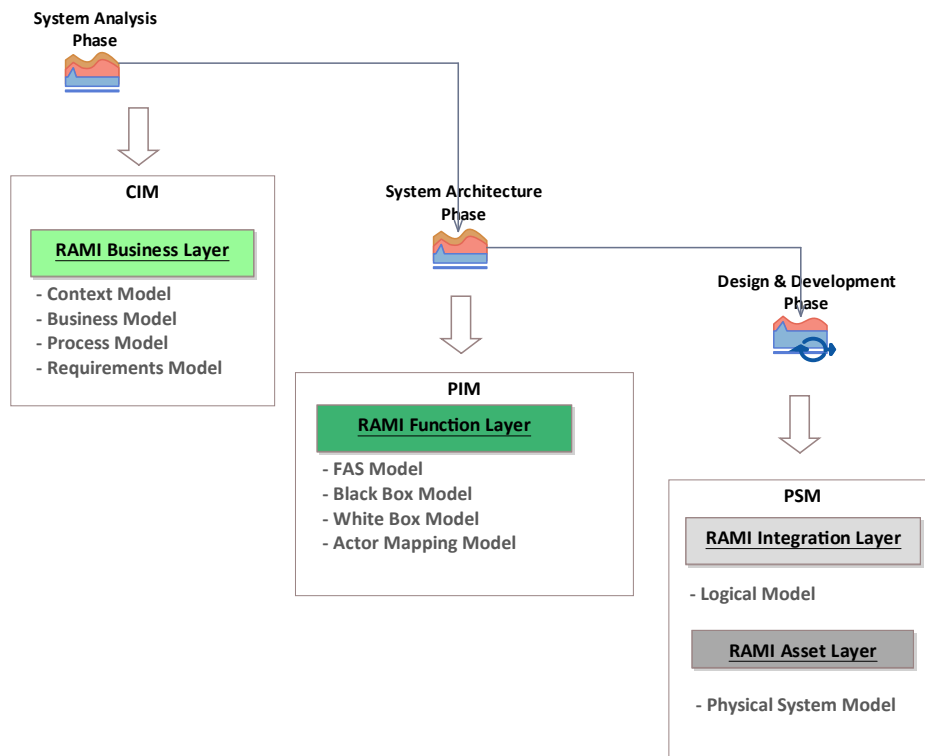 System Analysis
Phase
CIM
RAMI Business Layer
- Context Model
- Business Model
- Process Model
- Requirements Model
System Architecture
Phase
PIM
RAMI Function Layer
- FAS Model
- Black Box Model
- White Box Model
- Actor Mapping Model
Design & Development
Phase
PSM
RAMI Integration Layer
- Logical Model
RAMI Asset Layer
- Physical System Model